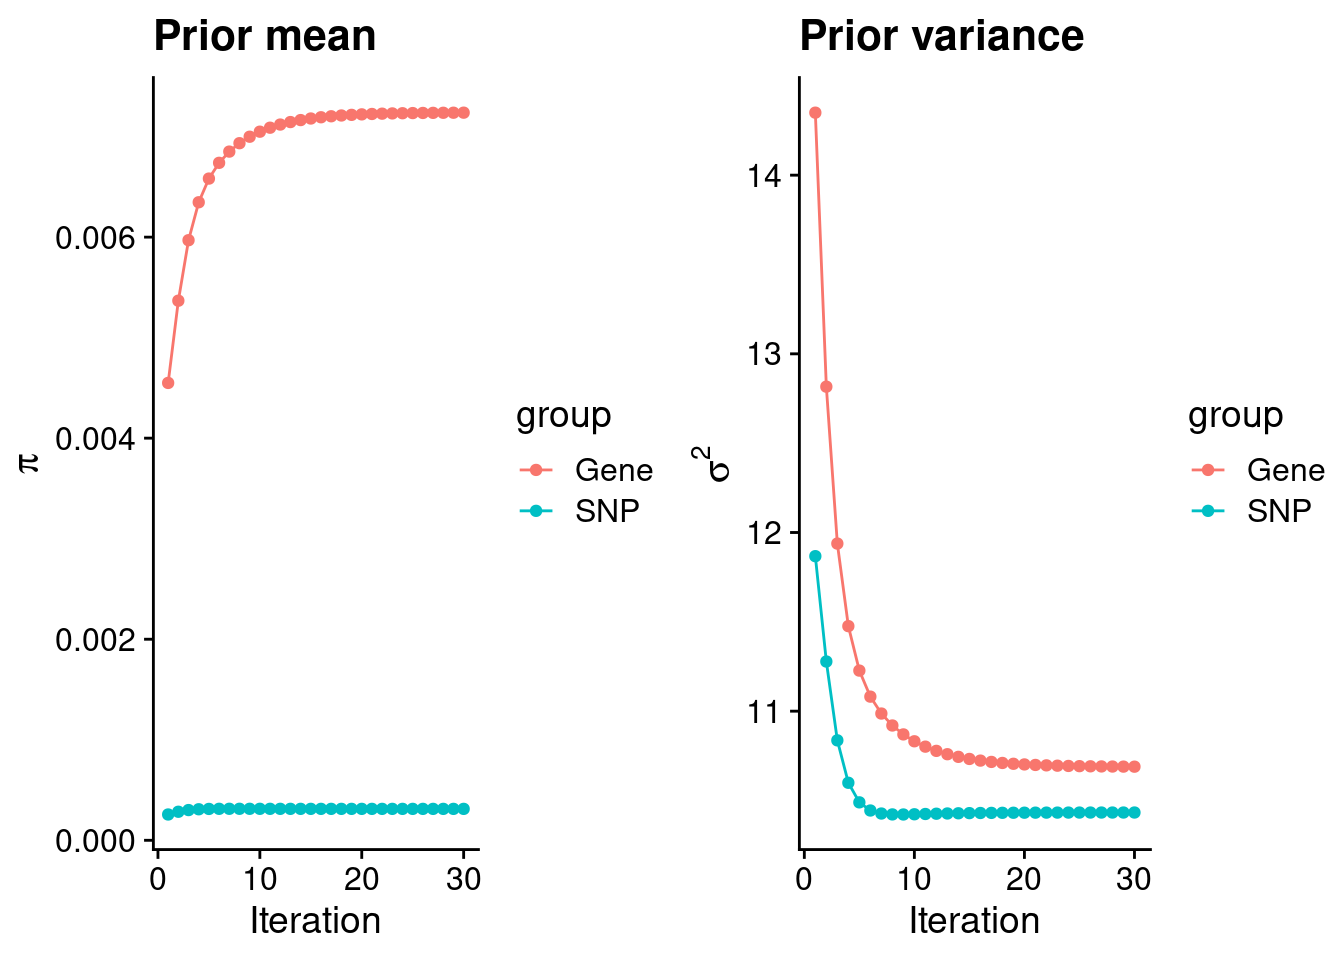 Prior mean
π
0.006
0.004
0.002
0.000
0 10 20 30
Iteration
group
Gene
SNP
Prior variance
σ²
14
13
12
11
0 10 20 30
Iteration
group
Gene
SNP